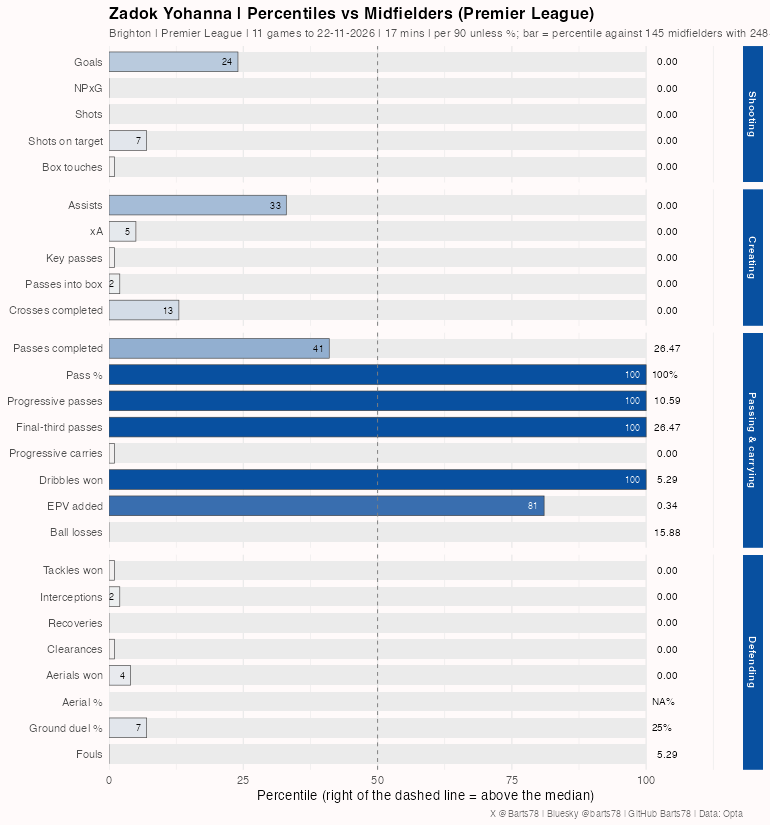 Zadok Yohanna | Percentiles vs Midfielders (Premier League)
Brighton | Premier League | 11 games to 22-11-2026 | 17 mins | per 90 unless %; bar = percentile against 145 midfielders with 248
Shooting
Goals 24 0.00
NPxG 0.00
Shots 0.00
Shots on target 7 0.00
Box touches 0.00
Creating
Assists 33 0.00
xA 5 0.00
Key passes 0.00
Passes into box 2 0.00
Crosses completed 13 0.00
Passing & carrying
Passes completed 41 26.47
Pass % 100 100%
Progressive passes 100 10.59
Final-third passes 100 26.47
Progressive carries 0.00
Dribbles won 100 5.29
EPV added 81 0.34
Ball losses 15.88
Defending
Tackles won 0.00
Interceptions 2 0.00
Recoveries 0.00
Clearances 0.00
Aerials won 4 0.00
Aerial % NA%
Ground duel % 7 25%
Fouls 5.29
0 25 50 75 100
Percentile (right of the dashed line = above the median)
X @Barts78 | Bluesky @barts78 | GitHub Barts78 | Data: Opta